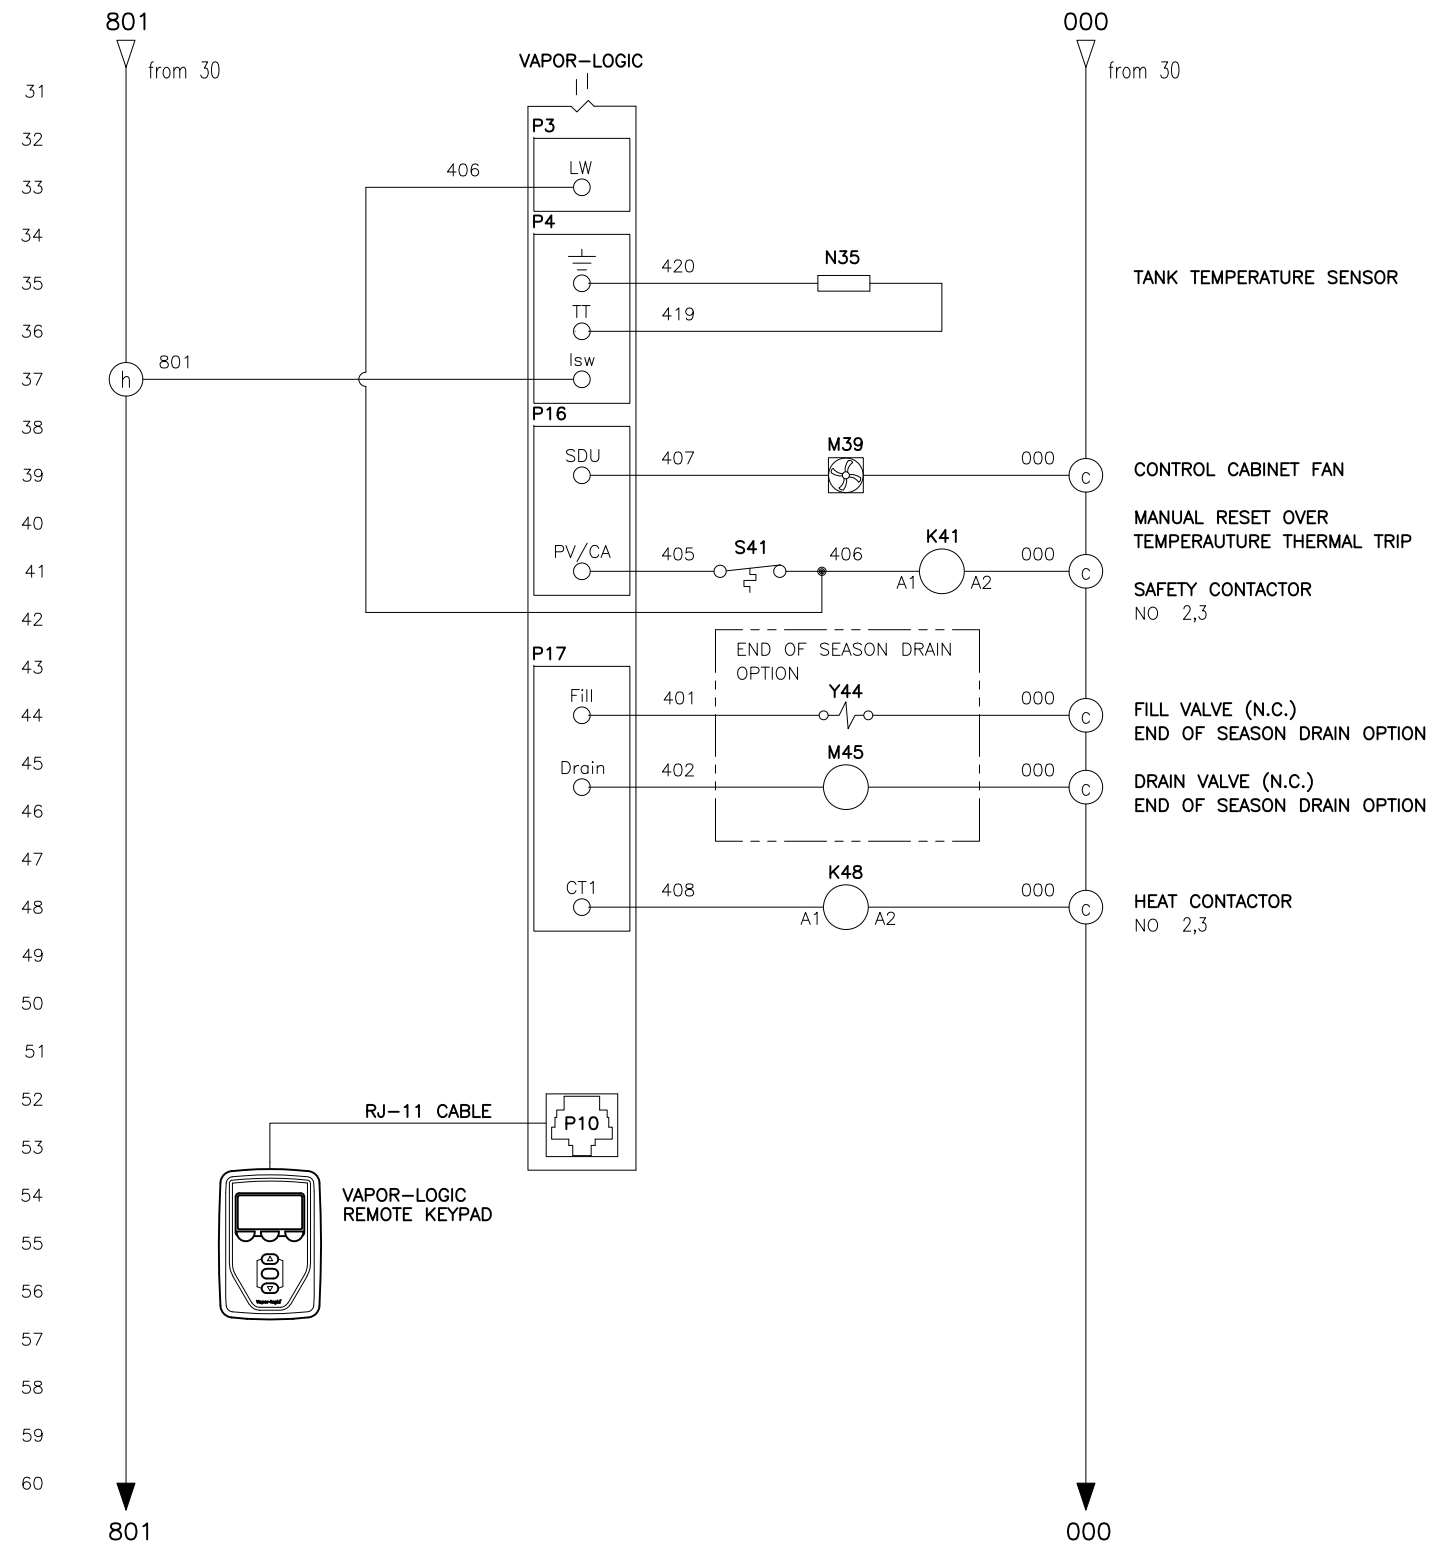 801
000
from 30
from 30
VAPOR-LOGIC
31
P3
32
LW
406
33
P4
34
420
N35
35
TANK TEMPERATURE SENSOR
TT
419
36
Isw
801
37
h
P16
38
SDU
407
M39
000
39
c
CONTROL CABINET FAN
40
MANUAL RESET OVER
TEMPERAUTURE THERMAL TRIP
PV/CA
405
S41
406
K41
000
41
A1
A2
c
SAFETY CONTACTOR
NO 2,3
42
END OF SEASON DRAIN
OPTION
P17
43
Fill
401
Y44
000
44
c
FILL VALVE (N.C.)
END OF SEASON DRAIN OPTION
45
Drain
402
M45
000
c
DRAIN VALVE (N.C.)
END OF SEASON DRAIN OPTION
46
47
CT1
408
K48
000
48
A1
A2
c
HEAT CONTACTOR
NO 2,3
49
50
51
52
RJ-11 CABLE
P10
53
54
VAPOR-LOGIC
REMOTE KEYPAD
55
56
Vapor-logic
57
58
59
60
801
000